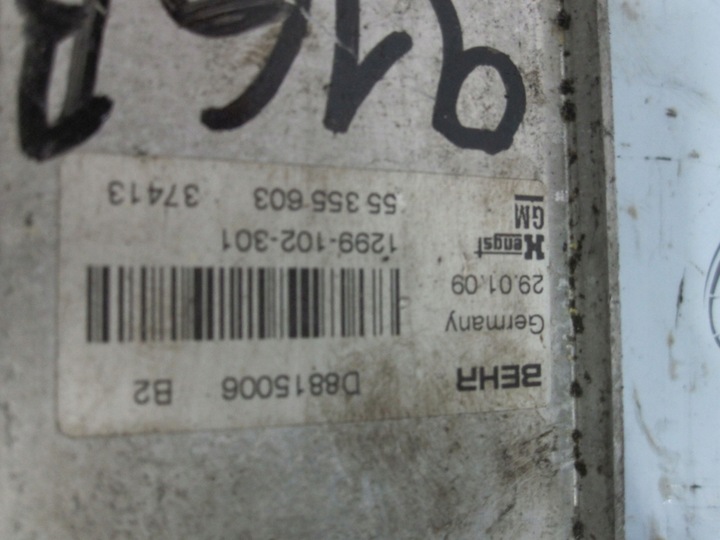 BEHR D8815006 B2
Germany
29.01.09
Hengst 1299-102-301
GM 55 355 603 37413